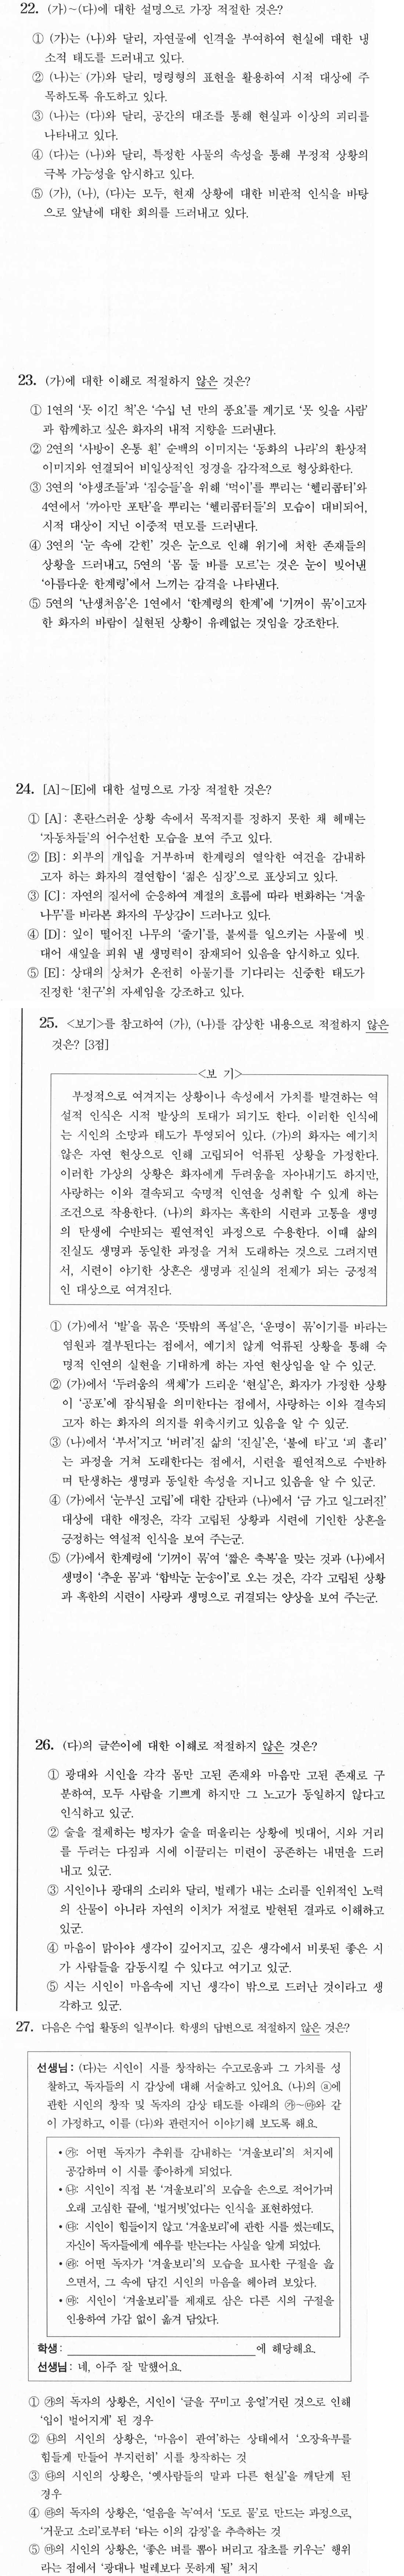 22. (가)~(다)에 대한 설명으로 가장 적절한 것은?
① (가)는 (나)와 달리, 자연물에 인격을 부여하여 현실에 대한 냉
소적 태도를 드러내고 있다.
② (나)는 (가)와 달리, 명령형의 표현을 활용하여 시적 대상에 주
목하도록 유도하고 있다.
③ (나)는 (다)와 달리, 공간의 대조를 통해 현실과 이상의 괴리를
나타내고 있다.
④ (다)는 (나)와 달리, 특정한 사물의 속성을 통해 부정적 상황의
극복 가능성을 암시하고 있다.
⑤ (가), (나), (다)는 모두, 현재 상황에 대한 비관적 인식을 바탕
으로 앞날에 대한 회의를 드러내고 있다.
23. (가)에 대한 이해로 적절하지 않은 것은?
① 1연의 ‘못 이긴 척’은 ‘수십 년 만의 풍요’를 계기로 ‘못 잊을 사람’
과 함께하고 싶은 화자의 내적 지향을 드러낸다.
② 2연의 ‘사방이 온통 흰’ 순백의 이미지는 ‘동화의 나라’의 환상적
이미지와 연결되어 비일상적인 정경을 감각적으로 형상화한다.
③ 3연의 ‘야생조들’과 ‘짐승들’을 위해 ‘먹이’를 뿌리는 ‘헬리콥터’와
4연에서 ‘까아만 포탄’을 뿌리는 ‘헬리콥터들’의 모습이 대비되어,
시적 대상이 지닌 이중적 면모를 드러낸다.
④ 3연의 ‘눈 속에 갇힌’ 것은 눈으로 인해 위기에 처한 존재들의
상황을 드러내고, 5연의 ‘몸 둘 바를 모르’는 것은 눈이 빚어낸
‘아름다운 한계령’에서 느끼는 감격을 나타낸다.
⑤ 5연의 ‘난생처음’은 1연에서 ‘한계령의 한계’에 ‘기꺼이 묶’이고자
한 화자의 바람이 실현된 상황이 유례없는 것임을 강조한다.
24. [A]~[E]에 대한 설명으로 가장 적절한 것은?
① [A]: 혼란스러운 상황 속에서 목적지를 정하지 못한 채 헤매는
‘자동차들’의 어수선한 모습을 보여 주고 있다.
② [B]: 외부의 개입을 거부하며 한계령의 열악한 여건을 감내하
고자 하는 화자의 결연함이 ‘젊은 심장’으로 표상되고 있다.
③ [C]: 자연의 질서에 순응하여 계절의 흐름에 따라 변화하는 ‘겨울
나무’를 바라본 화자의 무상감이 드러나고 있다.
④ [D]: 잎이 떨어진 나무의 ‘줄기’를, 불씨를 일으키는 사물에 빗
대어 새잎을 피워 낼 생명력이 잠재되어 있음을 암시하고 있다.
⑤ [E]: 상대의 상처가 온전히 아물기를 기다리는 신중한 태도가
진정한 ‘친구’의 자세임을 강조하고 있다.
25. <보기>를 참고하여 (가), (나)를 감상한 내용으로 적절하지 않은
것은? [3점]
<보 기>
부정적으로 여겨지는 상황이나 속성에서 가치를 발견하는 역
설적 인식은 시적 발상의 토대가 되기도 한다. 이러한 인식에
는 시인의 소망과 태도가 투영되어 있다. (가)의 화자는 예기치
않은 자연 현상으로 인해 고립되어 억류된 상황을 가정한다.
이러한 가상의 상황은 화자에게 두려움을 자아내기도 하지만,
사랑하는 이와 결속되고 숙명적 인연을 성취할 수 있게 하는
조건으로 작용한다. (나)의 화자는 혹한의 시련과 고통을 생명
의 탄생에 수반되는 필연적인 과정으로 수용한다. 이때 삶의
진실도 생명과 동일한 과정을 거쳐 도래하는 것으로 그려지면
서, 시련이 야기한 상흔은 생명과 진실의 전제가 되는 긍정적
인 대상으로 여겨진다.
① (가)에서 ‘발’을 묶은 ‘뜻밖의 폭설’은, ‘운명이 묶’이기를 바라는
염원과 결부된다는 점에서, 예기치 않게 억류된 상황을 통해 숙
명적 인연의 실현을 기대하게 하는 자연 현상임을 알 수 있군.
② (가)에서 ‘두려움의 색채’가 드리운 ‘현실’은, 화자가 가정한 상황
이 ‘공포’에 잠식됨을 의미한다는 점에서, 사랑하는 이와 결속되
고자 하는 화자의 의지를 위축시키고 있음을 알 수 있군.
③ (나)에서 ‘부서’지고 ‘버려’진 삶의 ‘진실’은, ‘불에 타’고 ‘피 흘리’
는 과정을 거쳐 도래한다는 점에서, 시련을 필연적으로 수반하
며 탄생하는 생명과 동일한 속성을 지니고 있음을 알 수 있군.
④ (가)에서 ‘눈부신 고립’에 대한 감탄과 (나)에서 ‘금 가고 일그러진’
대상에 대한 애정은, 각각 고립된 상황과 시련에 기인한 상흔을
긍정하는 역설적 인식을 보여 주는군.
⑤ (가)에서 한계령에 ‘기꺼이 묶’여 ‘짧은 축복’을 맞는 것과 (나)에서
생명이 ‘추운 몸’과 ‘함박눈 눈송이’로 오는 것은, 각각 고립된 상황
과 혹한의 시련이 사랑과 생명으로 귀결되는 양상을 보여 주는군.
26. (다)의 글쓴이에 대한 이해로 적절하지 않은 것은?
① 광대와 시인을 각각 몸만 고된 존재와 마음만 고된 존재로 구
분하여, 모두 사람을 기쁘게 하지만 그 노고가 동일하지 않다고
인식하고 있군.
② 술을 절제하는 병자가 술을 떠올리는 상황에 빗대어, 시와 거리
를 두려는 다짐과 시에 이끌리는 미련이 공존하는 내면을 드러
내고 있군.
③ 시인이나 광대의 소리와 달리, 벌레가 내는 소리를 인위적인 노력
의 산물이 아니라 자연의 이치가 저절로 발현된 결과로 이해하고
있군.
④ 마음이 맑아야 생각이 깊어지고, 깊은 생각에서 비롯된 좋은 시
가 사람들을 감동시킬 수 있다고 여기고 있군.
⑤ 시는 시인이 마음속에 지닌 생각이 밖으로 드러난 것이라고 생
각하고 있군.
27. 다음은 수업 활동의 일부이다. 학생의 답변으로 적절하지 않은 것은?
선생님: (다)는 시인이 시를 창작하는 수고로움과 그 가치를 성
찰하고, 독자들의 시 감상에 대해 서술하고 있어요. (나)의 ⓐ에
관한 시인의 창작 및 독자의 감상 태도를 아래의 ㉮~㉲와 같
이 가정하고, 이를 (다)와 관련지어 이야기해 보도록 해요.
• ㉮: 어떤 독자가 추위를 감내하는 ‘겨울보리’의 처지에
공감하며 이 시를 좋아하게 되었다.
• ㉯: 시인이 직접 본 ‘겨울보리’의 모습을 손으로 적어가며
오래 고심한 끝에, ‘벌거벗’었다는 인식을 표현하였다.
• ㉰: 시인이 힘들이지 않고 ‘겨울보리’에 관한 시를 썼는데도,
자신이 독자들에게 예우를 받는다는 사실을 알게 되었다.
• ㉱: 어떤 독자가 ‘겨울보리’의 모습을 묘사한 구절을 읊
으면서, 그 속에 담긴 시인의 마음을 헤아려 보았다.
• ㉲: 시인이 ‘겨울보리’를 제재로 삼은 다른 시의 구절을
인용하여 가감 없이 옮겨 담았다.
학생: 에 해당해요.
선생님: 네, 아주 잘 말했어요.
① ㉮의 독자의 상황은, 시인이 ‘글을 꾸미고 응얼’거린 것으로 인해
‘입이 벌어지게’ 된 경우
② ㉯의 시인의 상황은, ‘마음이 관여’하는 상태에서 ‘오장육부를
힘들게 만들어 부지런히’ 시를 창작하는 것
③ ㉰의 시인의 상황은, ‘옛사람들의 말과 다른 현실’을 깨닫게 된
경우
④ ㉱의 독자의 상황은, ‘얼음을 녹’여서 ‘도로 물’로 만드는 과정으로,
‘거문고 소리’로부터 ‘타는 이의 감정’을 추측하는 것
⑤ ㉲의 시인의 상황은, ‘좋은 벼를 뽑아 버리고 잡초를 키우는’ 행위
라는 점에서 ‘광대나 벌레보다 못하게 될’ 처지